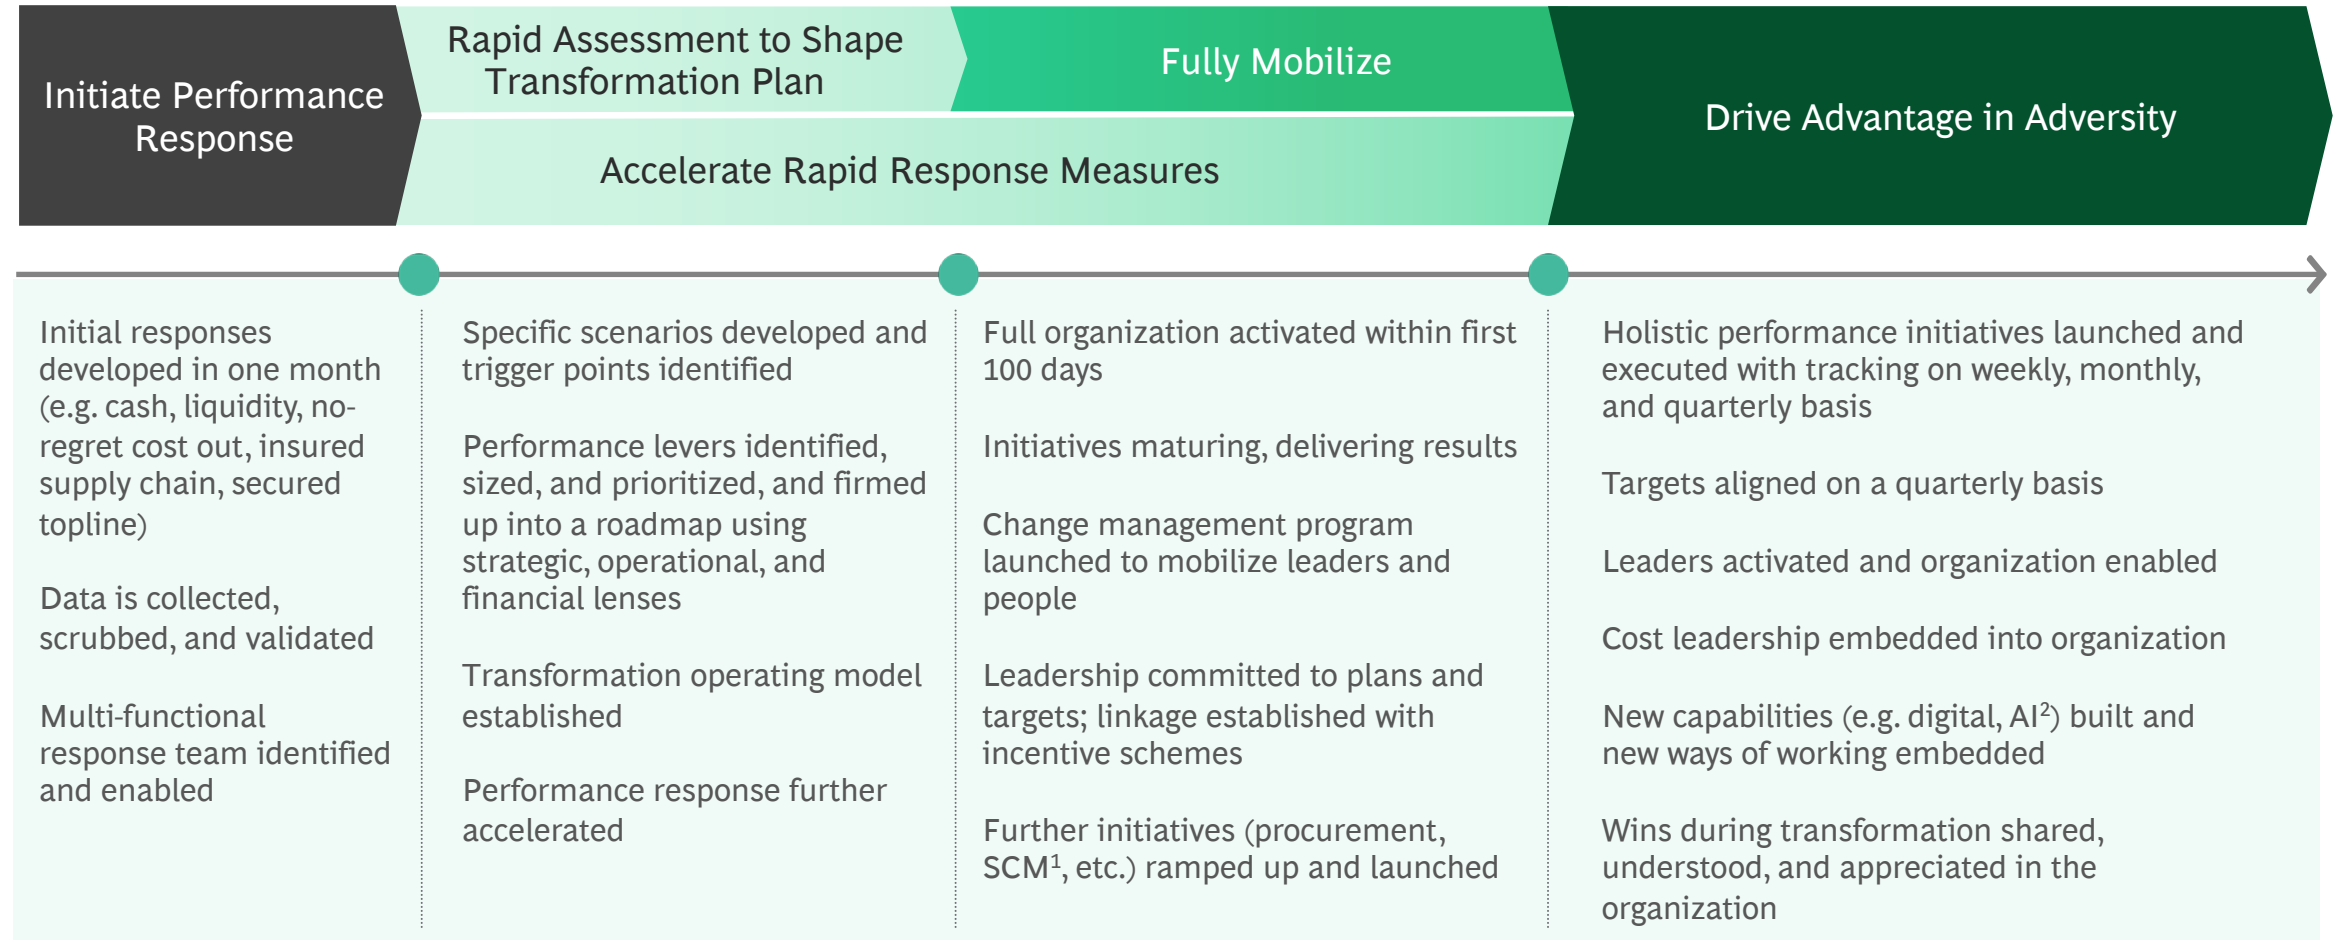 Initiate Performance
Response
Rapid Assessment to Shape
Transformation Plan
Fully Mobilize
Accelerate Rapid Response Measures
Drive Advantage in Adversity
Initial responses
developed in one month
(e.g. cash, liquidity, no-
regret cost out, insured
supply chain, secured
topline)
Data is collected,
scrubbed, and validated
Multi-functional
response team identified
and enabled
Specific scenarios developed and
trigger points identified
Performance levers identified,
sized, and prioritized, and firmed
up into a roadmap using
strategic, operational, and
financial lenses
Transformation operating model
established
Performance response further
accelerated
Full organization activated within first
100 days
Initiatives maturing, delivering results
Change management program
launched to mobilize leaders and
people
Leadership committed to plans and
targets; linkage established with
incentive schemes
Further initiatives (procurement,
SCM¹, etc.) ramped up and launched
Holistic performance initiatives launched and
executed with tracking on weekly, monthly,
and quarterly basis
Targets aligned on a quarterly basis
Leaders activated and organization enabled
Cost leadership embedded into organization
New capabilities (e.g. digital, AI²) built and
new ways of working embedded
Wins during transformation shared,
understood, and appreciated in the
organization